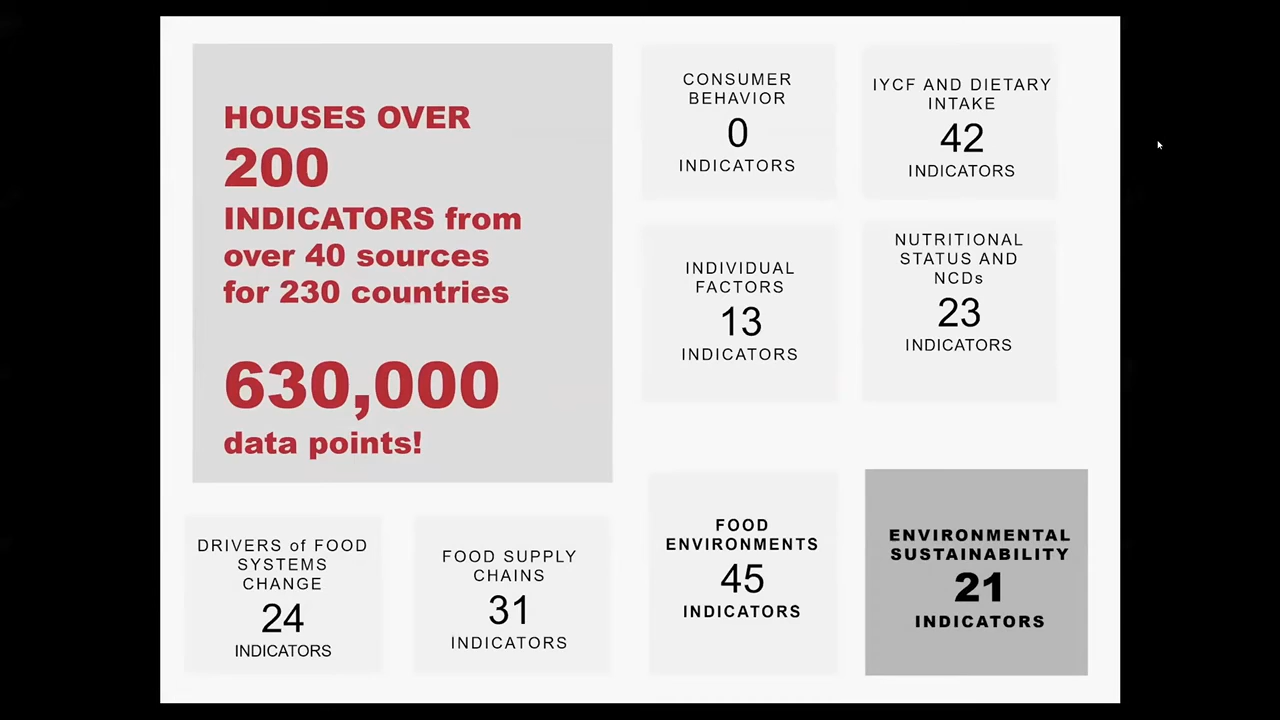 HOUSES OVER
200
INDICATORS from
over 40 sources
for 230 countries
630,000
data points!
CONSUMER
BEHAVIOR
0
INDICATORS
IYCF AND DIETARY
INTAKE
42
INDICATORS
INDIVIDUAL
FACTORS
13
INDICATORS
NUTRITIONAL
STATUS AND
NCDs
23
INDICATORS
DRIVERS of FOOD
SYSTEMS
CHANGE
24
INDICATORS
FOOD SUPPLY
CHAINS
31
INDICATORS
FOOD
ENVIRONMENTS
45
INDICATORS
ENVIRONMENTAL
SUSTAINABILITY
21
INDICATORS